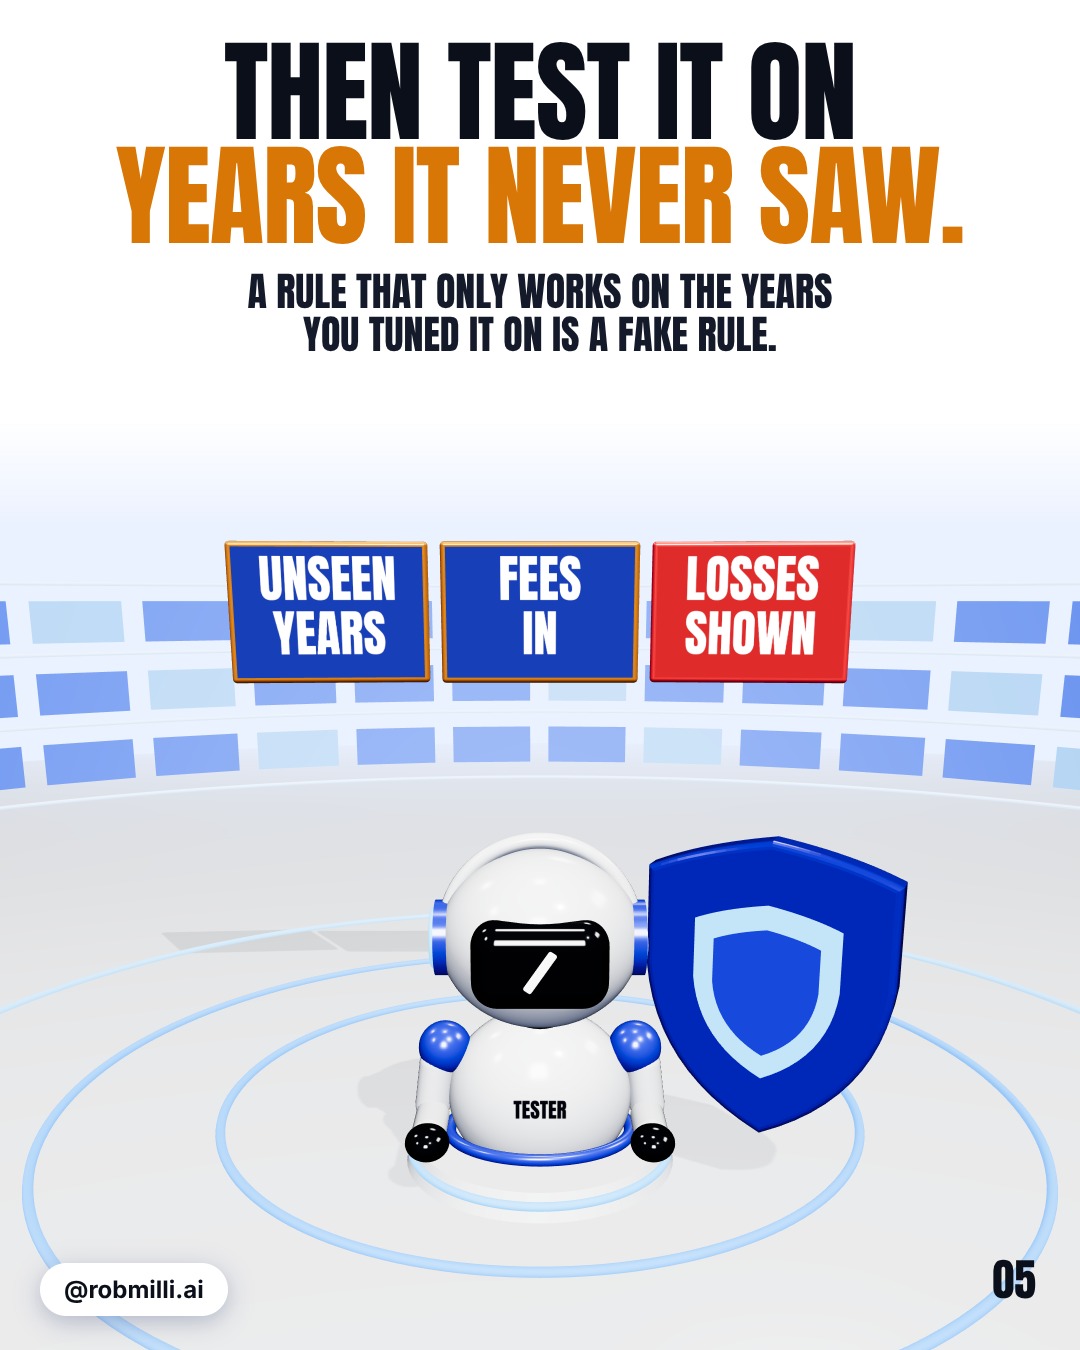 THEN TEST IT ON
YEARS IT NEVER SAW.
A RULE THAT ONLY WORKS ON THE YEARS
YOU TUNED IT ON IS A FAKE RULE.
UNSEEN
YEARS
FEES
IN
LOSSES
SHOWN
TESTER
@robmilli.ai
05